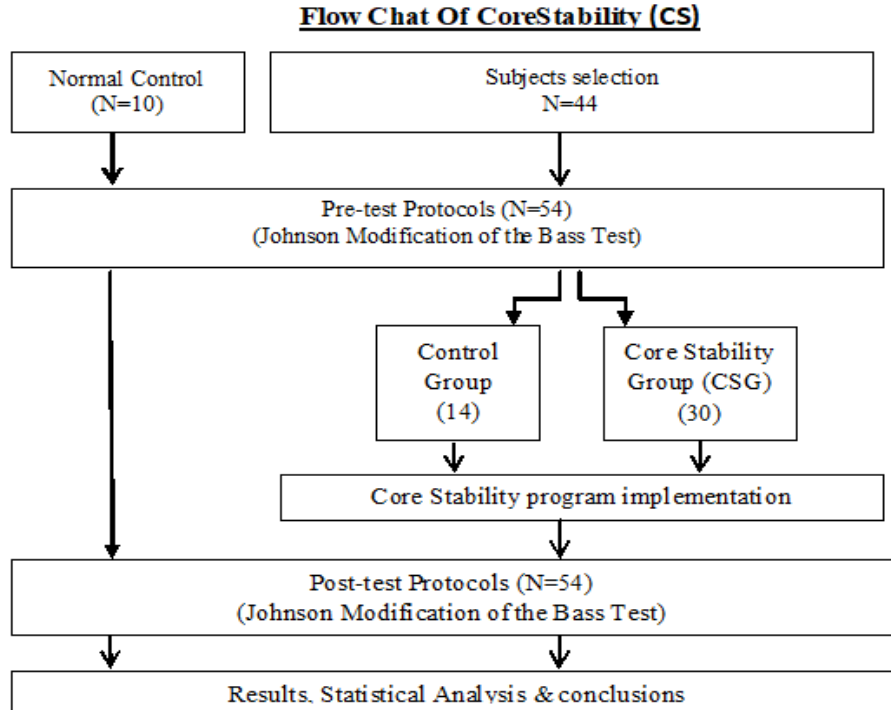 Flow Chat Of CoreStability (CS)
Normal Control
(N=10)
Subjects selection
N=44
Pre-test Protocols (N=54)
(Johnson Modification of the Bass Test)
Control
Group
(14)
Core Stability
Group (CSG)
(30)
Core Stability program implementation
Post-test Protocols (N=54)
(Johnson Modification of the Bass Test)
Results, Statistical Analysis & conclusions